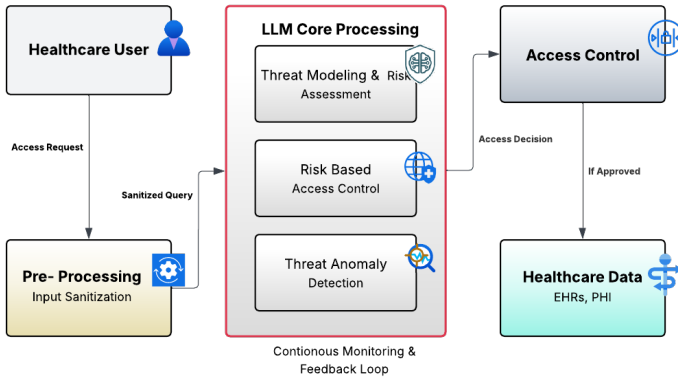 Healthcare User
Access Request
Pre- Processing
Input Sanitization
Sanitized Query
LLM Core Processing
Threat Modeling & Risk
Assessment
Risk Based
Access Control
Threat Anomaly
Detection
Contionous Monitoring &
Feedback Loop
Access Decision
Access Control
If Approved
Healthcare Data
EHRs, PHI